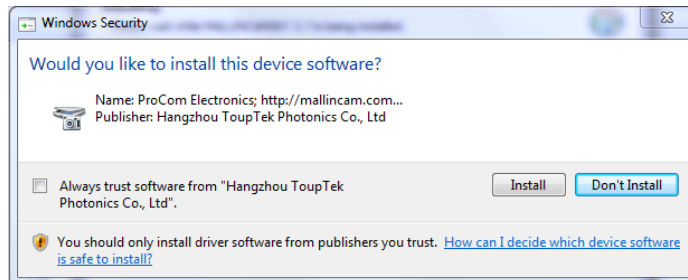 Windows Security
Would you like to install this device software?
Name: ProCom Electronics; http://mallincam.com...
Publisher: Hangzhou ToupTek Photonics Co., Ltd
Always trust software from "Hangzhou ToupTek
Photonics Co., Ltd".
Install
Don't Install
You should only install driver software from publishers you trust. How can I decide which device software
is safe to install?